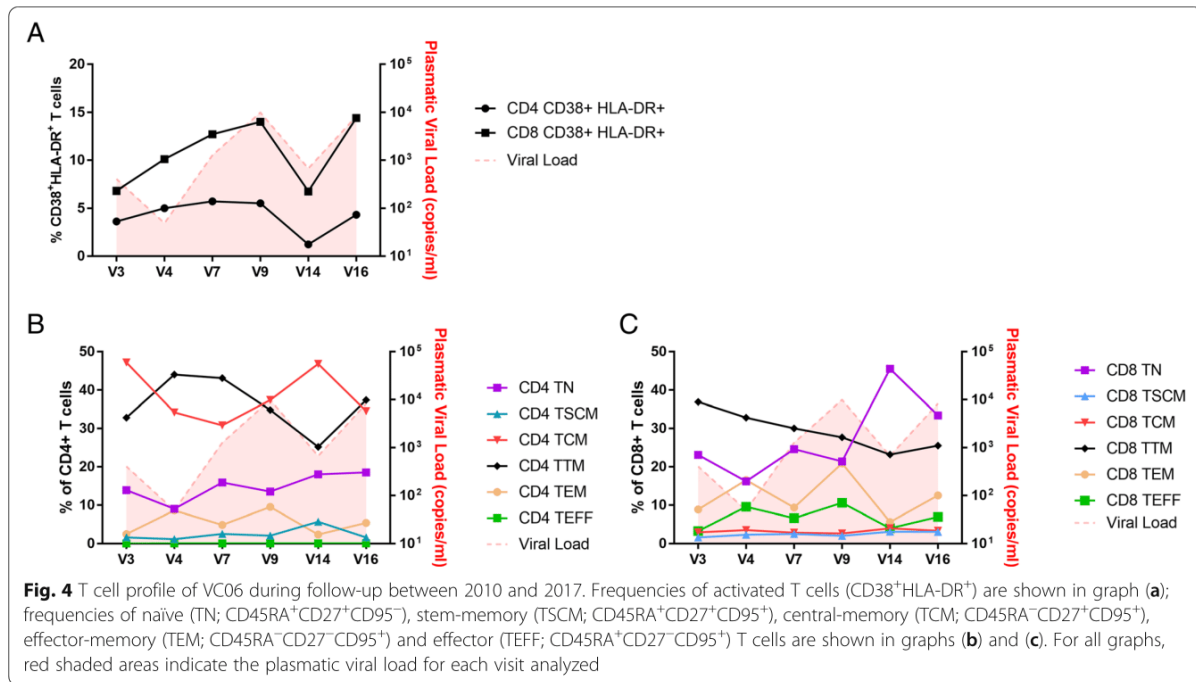 A
% CD38+HLA-DR+ T cells
20
15
10
5
0
V3 V4 V7 V9 V14 V16
10^5
10^4
10^3
10^2
10^1
Plasmatic Viral Load (copies/ml)
CD4 CD38+ HLA-DR+
CD8 CD38+ HLA-DR+
Viral Load
B
% of CD4+ T cells
50
40
30
20
10
0
V3 V4 V7 V9 V14 V16
10^5
10^4
10^3
10^2
10^1
Plasmatic Viral Load (copies/ml)
CD4 TN
CD4 TSCM
CD4 TCM
CD4 TTM
CD4 TEM
CD4 TEFF
Viral Load
C
% of CD8+ T cells
50
40
30
20
10
0
V3 V4 V7 V9 V14 V16
10^5
10^4
10^3
10^2
10^1
Plasmatic Viral Load (copies/ml)
CD8 TN
CD8 TSCM
CD8 TCM
CD8 TTM
CD8 TEM
CD8 TEFF
Viral Load
Fig. 4 T cell profile of VC06 during follow-up between 2010 and 2017. Frequencies of activated T cells (CD38+HLA-DR+) are shown in graph (a);
frequencies of naïve (TN; CD45RA+CD27+CD95−), stem-memory (TSCM; CD45RA+CD27+CD95+), central-memory (TCM; CD45RA−CD27+CD95+),
effector-memory (TEM; CD45RA−CD27−CD95+) and effector (TEFF; CD45RA+CD27−CD95+) T cells are shown in graphs (b) and (c). For all graphs,
red shaded areas indicate the plasmatic viral load for each visit analyzed